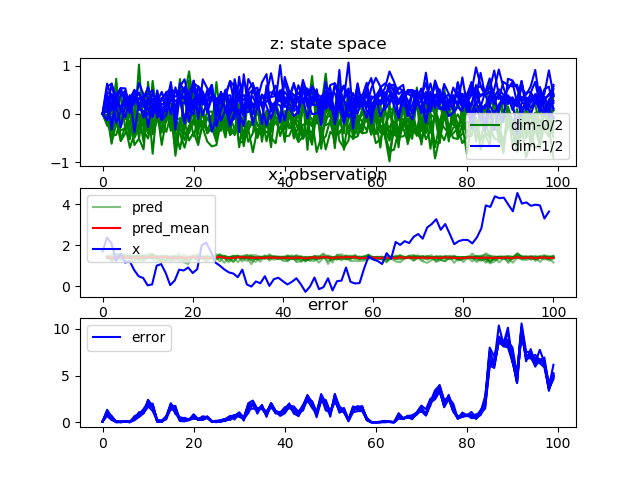 z: state space
1
0
−1
dim-0/2
dim-1/2
0 20 40 60 80 100
x: observation
4
2
0
pred
pred_mean
x
0 20 40 60 80 100
error
10
5
0
error
0 20 40 60 80 100